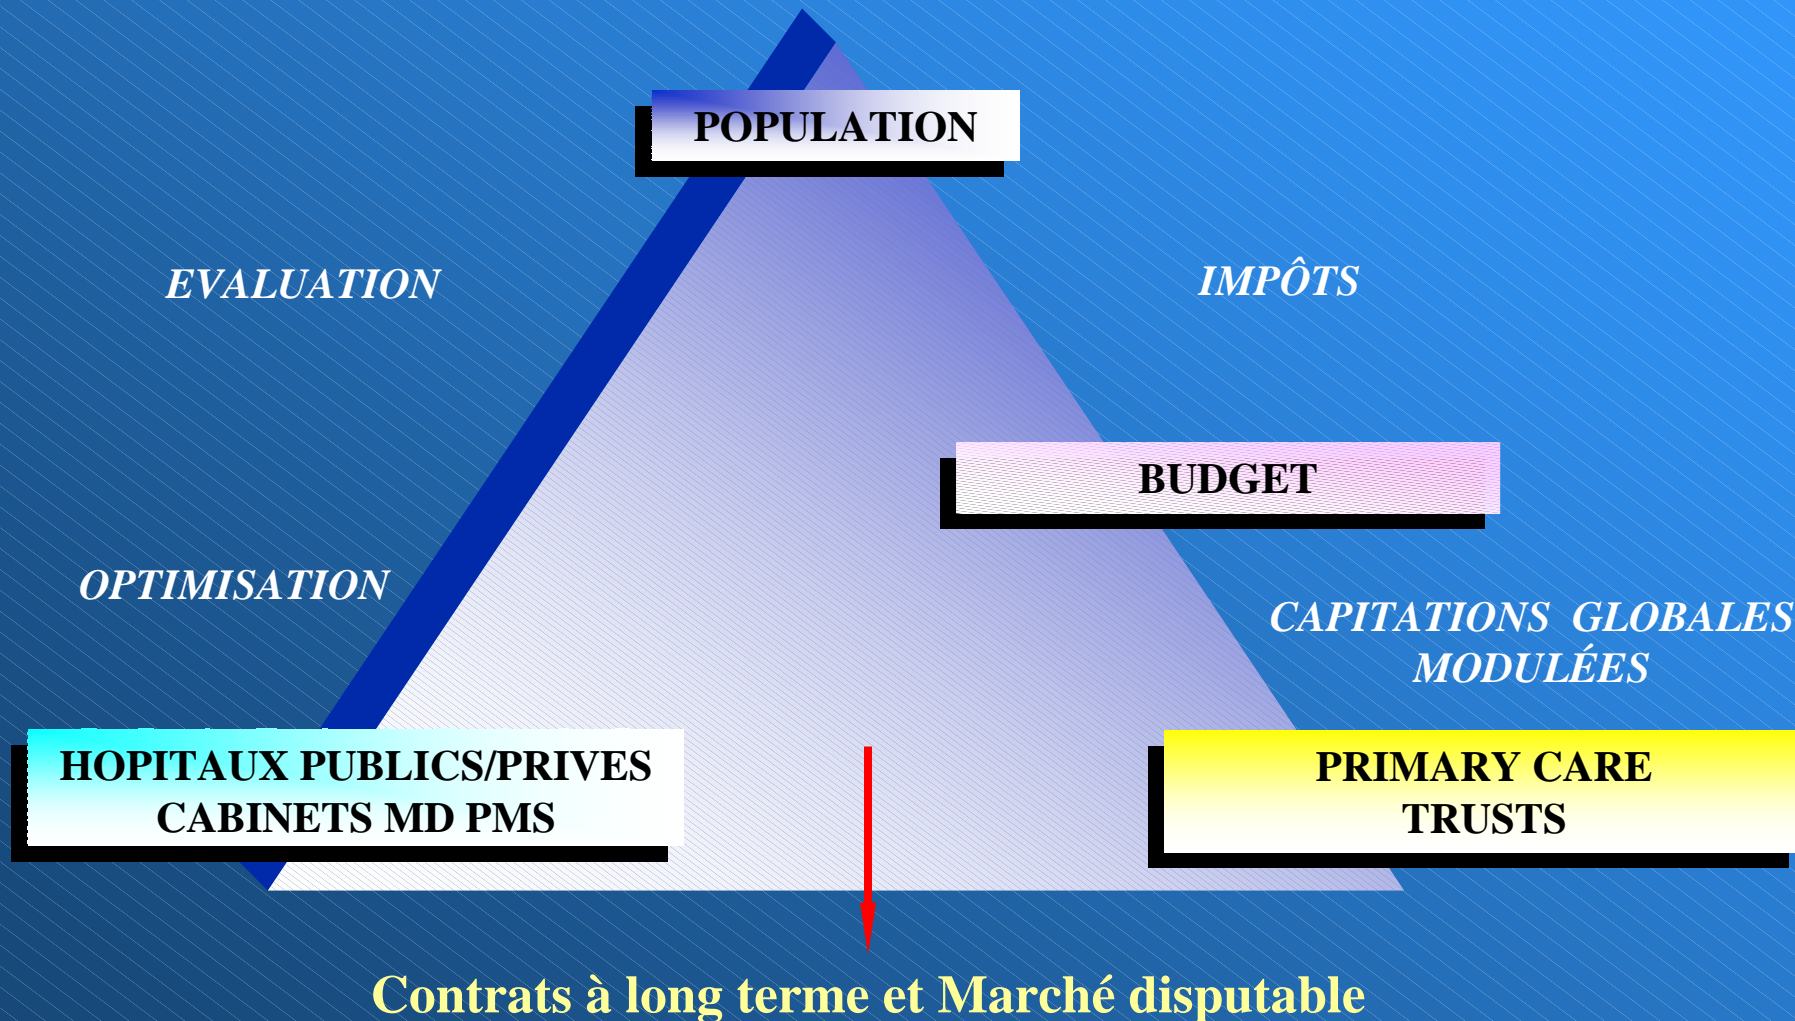 POPULATION
EVALUATION
IMPÔTS
BUDGET
OPTIMISATION
CAPITATIONS GLOBALES
MODULÉES
HOPITAUX PUBLICS/PRIVES
CABINETS MD PMS
PRIMARY CARE
TRUSTS
Contrats à long terme et Marché disputable